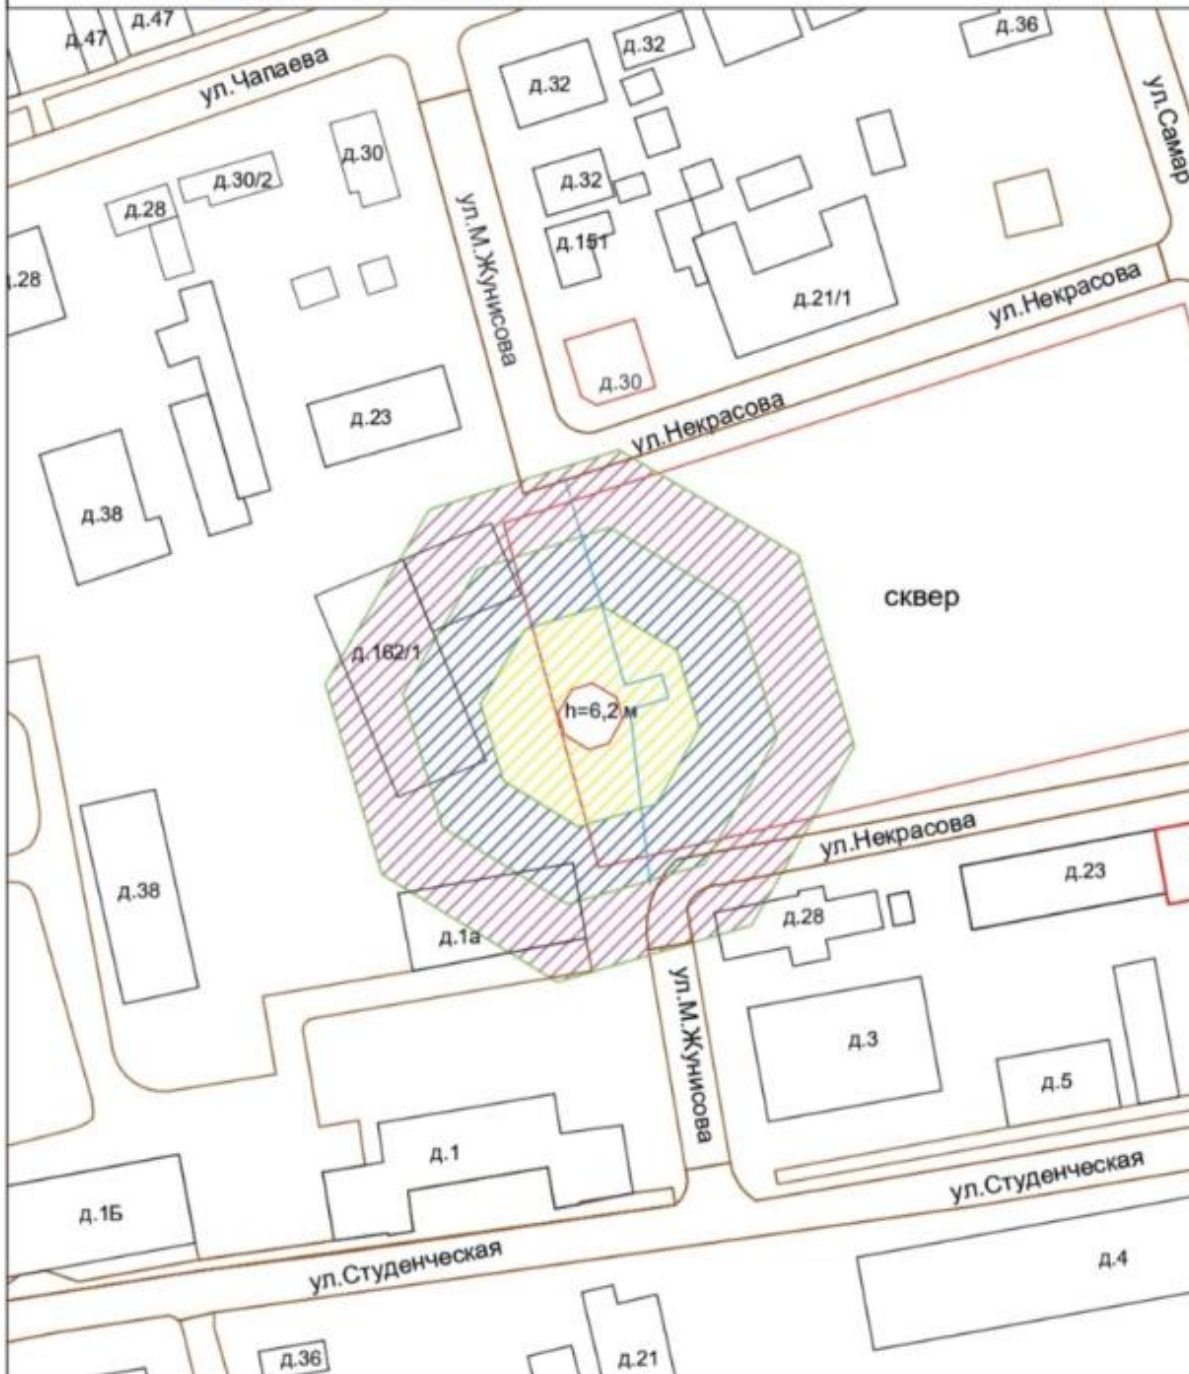 д.47
д.47
ул.Чапаева
д.32
д.32
д.36
ул.Самар
д.30
д.30/2
д.28
д.32
д.151
д.28
ул.М.Жунисова
д.21/1
ул.Некрасова
д.30
д.23
ул.Некрасова
д.38
сквер
д.162/1
h=6,2 м
ул.Некрасова
д.23
д.38
д.28
д.1а
ул.М.Жунисова
д.3
д.5
д.1
ул.Студенческая
д.1Б
ул.Студенческая
д.4
д.36
д.21